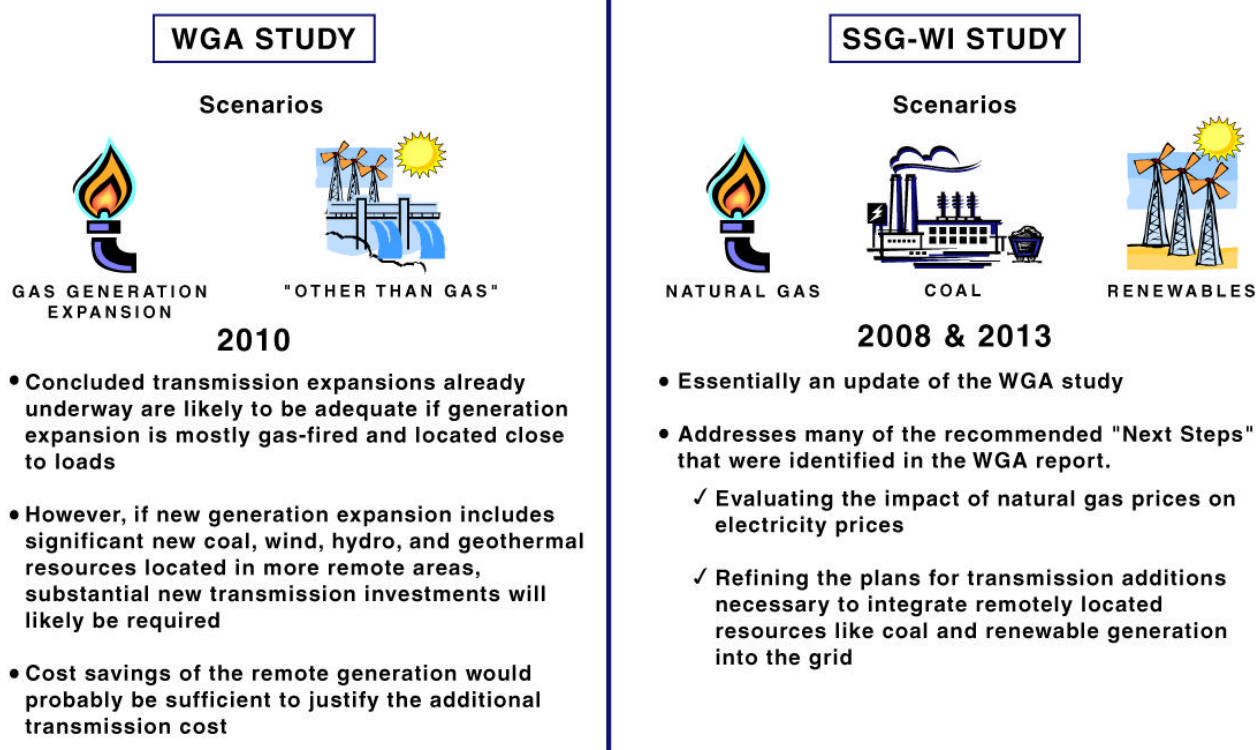 WGA STUDY
Scenarios
GAS GENERATION
EXPANSION
"OTHER THAN GAS"
2010
• Concluded transmission expansions already
underway are likely to be adequate if generation
expansion is mostly gas-fired and located close
to loads
• However, if new generation expansion includes
significant new coal, wind, hydro, and geothermal
resources located in more remote areas,
substantial new transmission investments will
likely be required
• Cost savings of the remote generation would
probably be sufficient to justify the additional
transmission cost
SSG-WI STUDY
Scenarios
NATURAL GAS
COAL
RENEWABLES
2008 & 2013
• Essentially an update of the WGA study
• Addresses many of the recommended "Next Steps"
that were identified in the WGA report.
✓ Evaluating the impact of natural gas prices on
electricity prices
✓ Refining the plans for transmission additions
necessary to integrate remotely located
resources like coal and renewable generation
into the grid